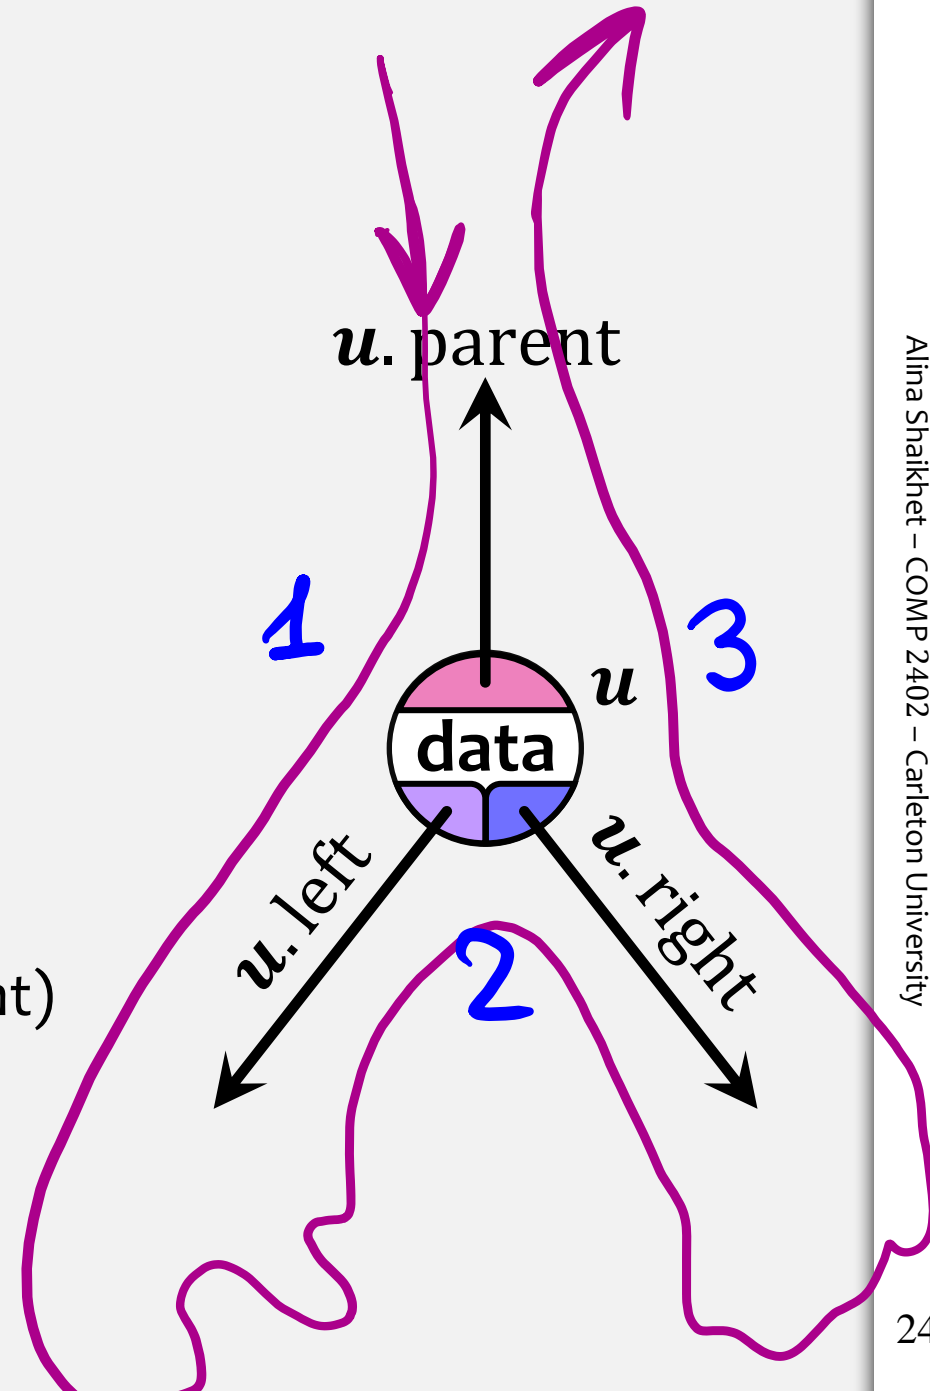 u. parent
1
3
u
data
u. left
u. right
2
nt)
Alina Shaikhet – COMP 2402 – Carleton University
24